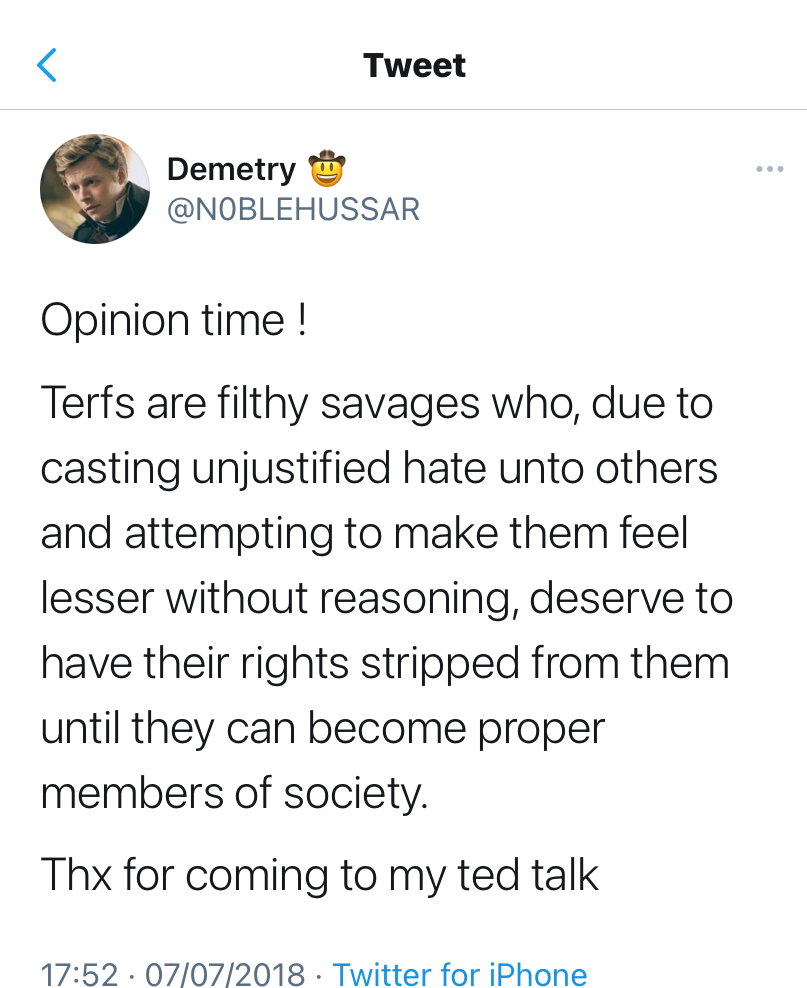 Tweet
Demetry 🤠
@N0BLEHUSSAR
Opinion time !
Terfs are filthy savages who, due to
casting unjustified hate unto others
and attempting to make them feel
lesser without reasoning, deserve to
have their rights stripped from them
until they can become proper
members of society.
Thx for coming to my ted talk
17:52 · 07/07/2018 · Twitter for iPhone